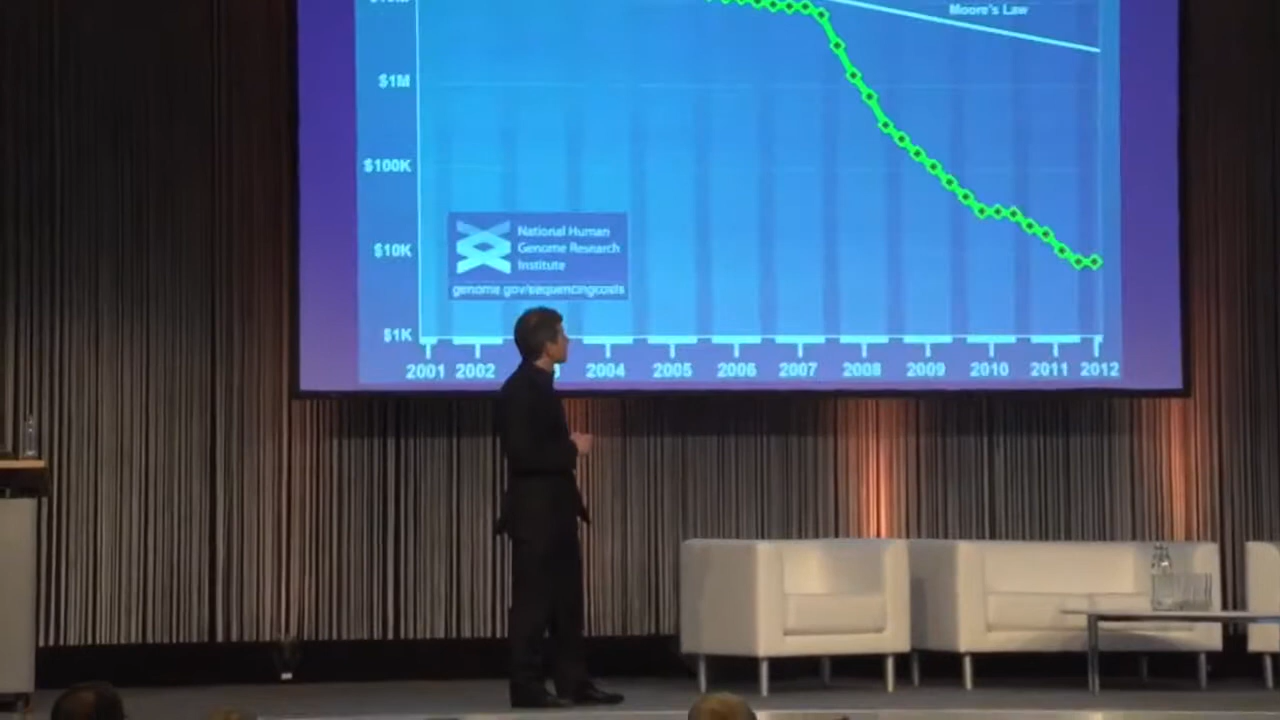 Moore's Law
$1M
$100K
$10K
$1K
National Human
Genome Research
Institute
genome.gov/sequencingcosts
2001 2002 2004 2005 2006 2007 2008 2009 2010 2011 2012